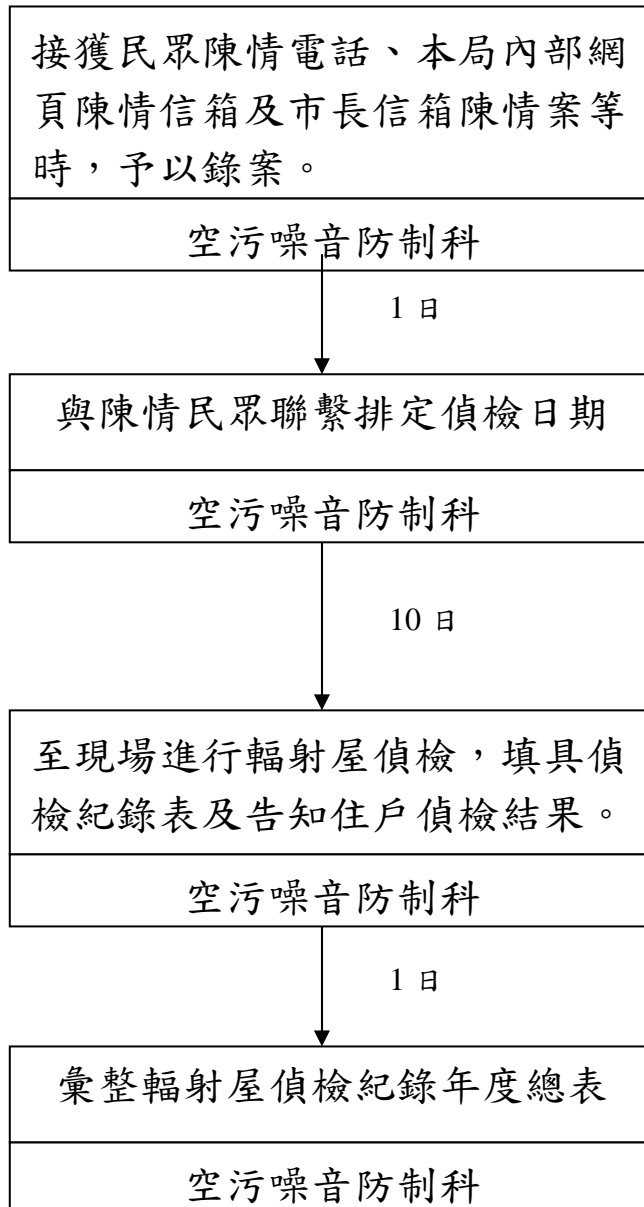 接獲民眾陳情電話、本局內部網
頁陳情信箱及市長信箱陳情案等
時，予以錄案。
空污噪音防制科
1 日
與陳情民眾聯繫排定偵檢日期
空污噪音防制科
10 日
至現場進行輻射屋偵檢，填具偵
檢紀錄表及告知住戶偵檢結果。
空污噪音防制科
1 日
彙整輻射屋偵檢紀錄年度總表
空污噪音防制科